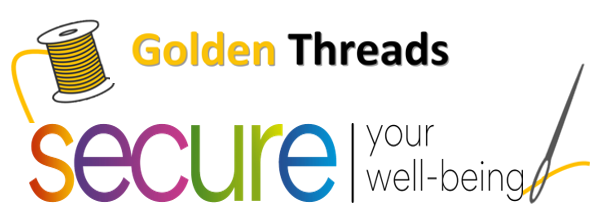 Golden Threads
secure
your
well-being